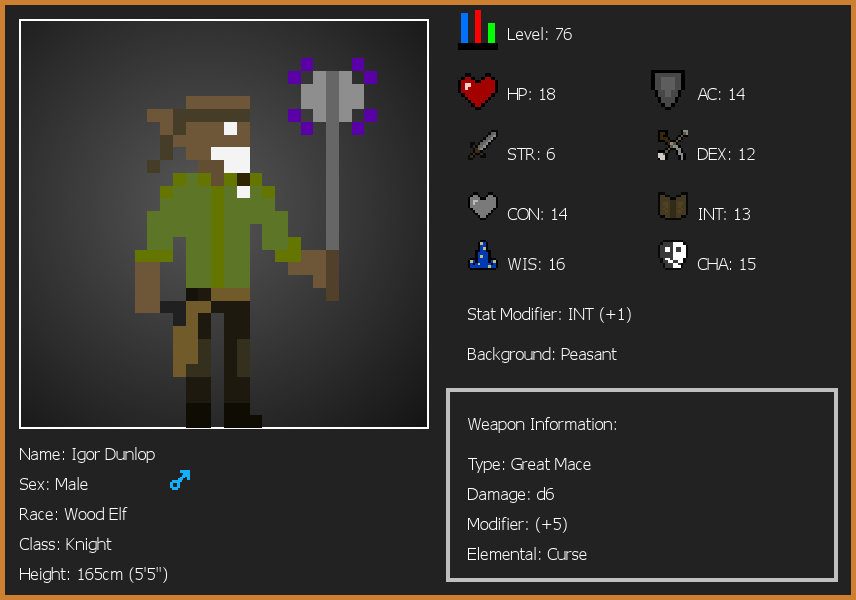 Level: 76
HP: 18
AC: 14
STR: 6
DEX: 12
CON: 14
INT: 13
WIS: 16
CHA: 15
Stat Modifier: INT (+1)
Background: Peasant
Weapon Information:
Type: Great Mace
Damage: d6
Modifier: (+5)
Elemental: Curse
Name: Igor Dunlop
Sex: Male
Race: Wood Elf
Class: Knight
Height: 165cm (5'5")